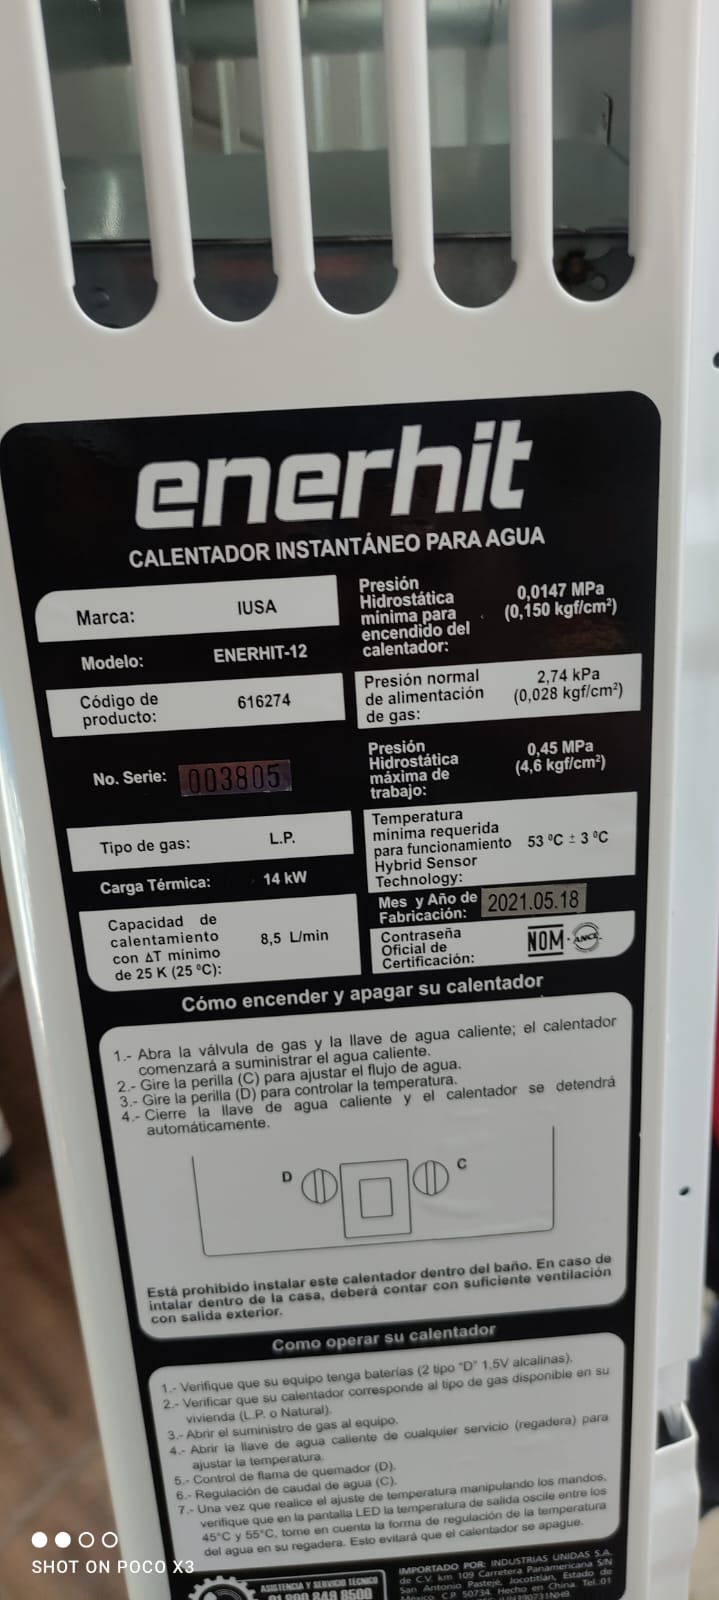 enerhit
CALENTADOR INSTANTÁNEO PARA AGUA
Marca: IUSA
Modelo: ENERHIT-12
Código de
producto: 616274
No. Serie: 003805
Tipo de gas: L.P.
Carga Térmica: 14 kW
Capacidad de
calentamiento
con ΔT mínimo
de 25 K (25 ºC): 8,5 L/min
Presión
Hidrostática
mínima para
encendido del
calentador:
0,0147 MPa
(0,150 kgf/cm²)
Presión normal
de alimentación
de gas:
2,74 kPa
(0,028 kgf/cm²)
Presión
Hidrostática
máxima de
trabajo:
0,45 MPa
(4,6 kgf/cm²)
Temperatura
mínima requerida
para funcionamiento
Hybrid Sensor
Technology:
53 ºC ± 3 ºC
Mes y Año de
Fabricación: 2021.05.18
Contraseña
Oficial de
Certificación:
NOM-ANCE
Cómo encender y apagar su calentador
1.- Abra la válvula de gas y la llave de agua caliente; el calentador
comenzará a suministrar el agua caliente.
2.- Gire la perilla (C) para ajustar el flujo de agua.
3.- Gire la perilla (D) para controlar la temperatura.
4.- Cierre la llave de agua caliente y el calentador se detendrá
automáticamente.
D C
Está prohibido instalar este calentador dentro del baño. En caso de
intalar dentro de la casa, deberá contar con suficiente ventilación
con salida exterior.
Como operar su calentador
1.- Verifique que su equipo tenga baterías (2 tipo "D" 1,5V alcalinas).
2.- Verificar que su calentador corresponde al tipo de gas disponible en su
vivienda (L.P. o Natural).
3.- Abrir el suministro de gas al equipo.
4.- Abrir la llave de agua caliente de cualquier servicio (regadera) para
ajustar la temperatura.
5.- Control de flama de quemador (D).
6.- Regulación de caudal de agua (C).
7.- Una vez que realice el ajuste de temperatura manipulando los mandos,
verifique que en la pantalla LED la temperatura de salida oscile entre los
45°C y 55°C, tome en cuenta la forma de regulación de la temperatura
del agua en su regadera. Esto evitará que el calentador se apague.
ASISTENCIA Y SERVICIO TÉCNICO
01 800 849 8500
IMPORTADO POR: INDUSTRIAS UNIDAS S.A.
de C.V. km 109 Carretera Panamericana S/N
San Antonio Pastejé, Jocotitlán, Estado de
México, C.P. 50734. Hecho en China. Tel.:01
SHOT ON POCO X3